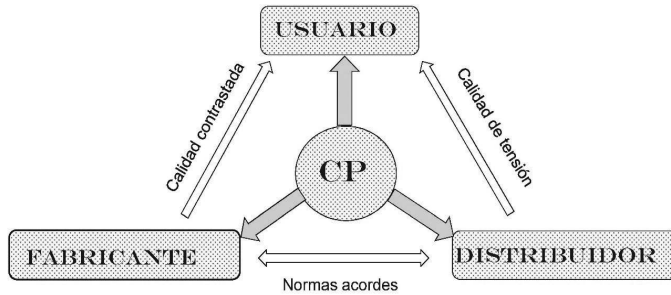 USUARIO
Calidad contrastada
Calidad de tensión
CP
FABRICANTE
DISTRIBUIDOR
Normas acordes